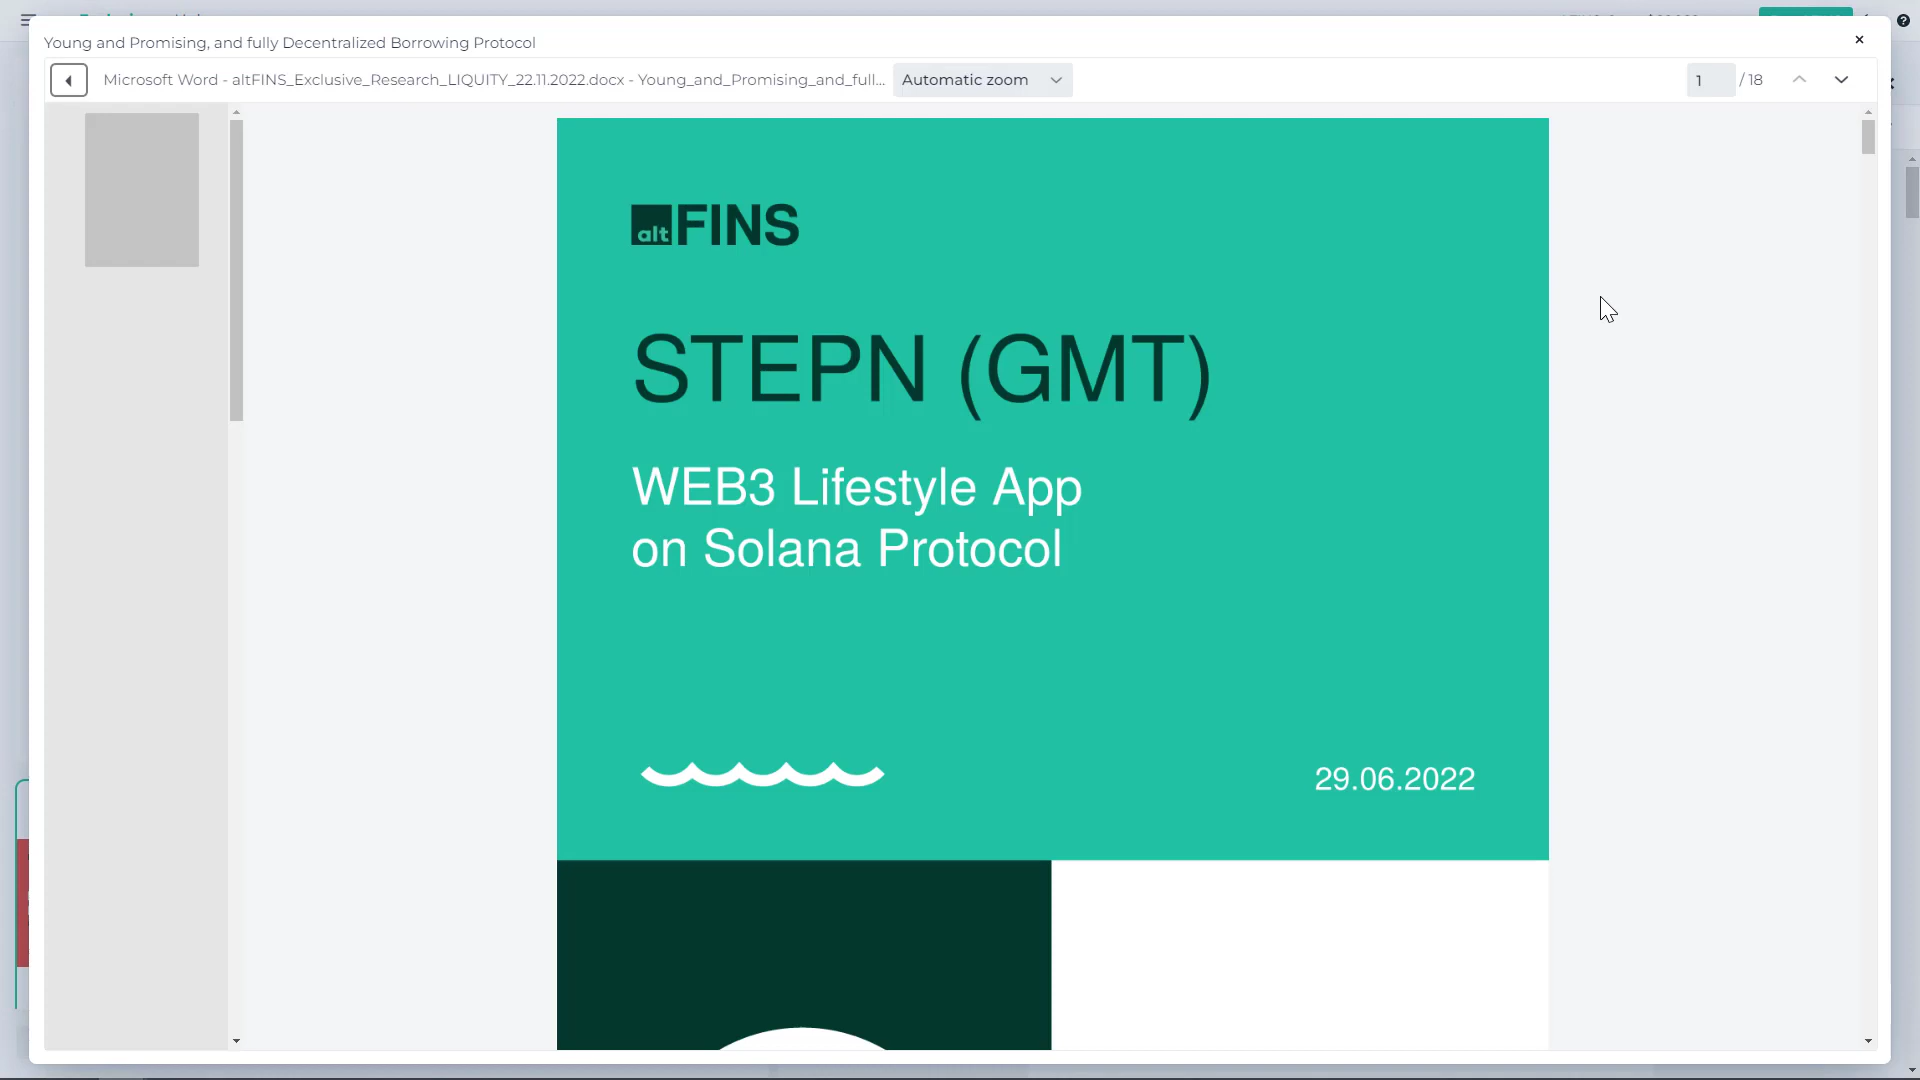 Young and Promising, and fully Decentralized Borrowing Protocol
Microsoft Word - altFINS_Exclusive_Research_LIQUITY_22.11.2022.docx - Young_and_Promising_and_full...
Automatic zoom
1 / 18
altFINS
STEPN (GMT)
WEB3 Lifestyle App
on Solana Protocol
29.06.2022